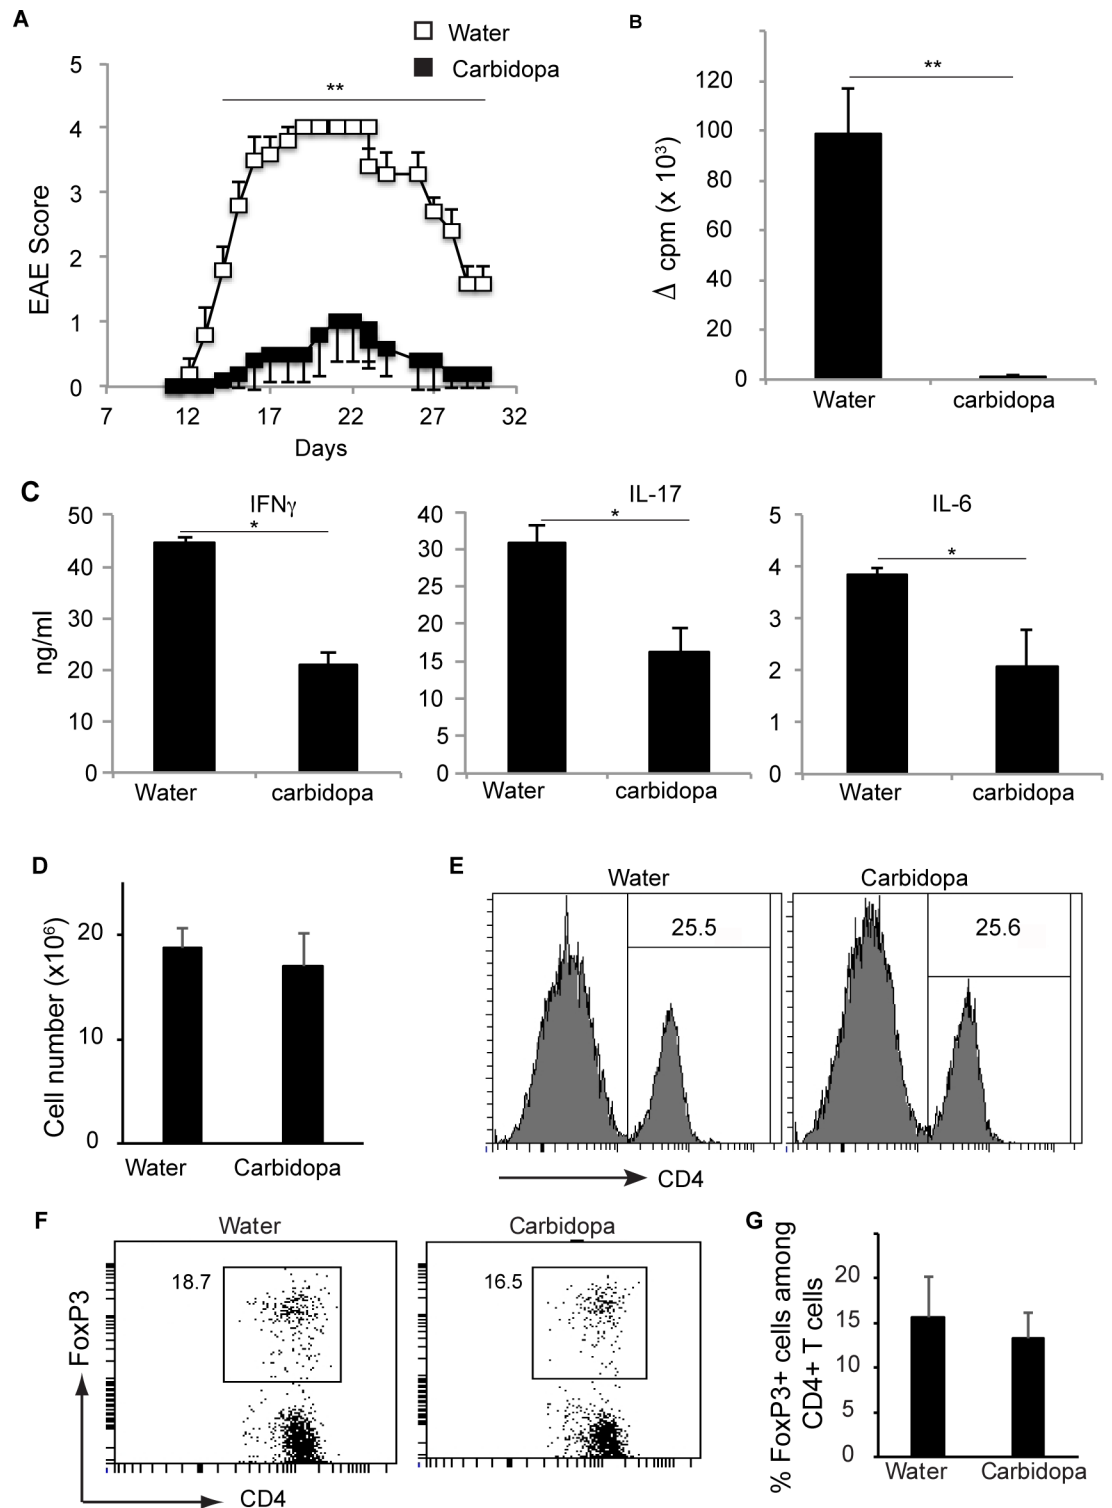 A
Water
Carbidopa
EAE Score
5
4
3
2
1
0
**
7 12 17 22 27 32
Days
B
Δ cpm (x 10³)
120
100
80
60
40
20
0
**
Water carbidopa
C
ng/ml
IFNγ
50
40
30
20
10
0
*
Water carbidopa
IL-17
40
30
25
20
15
10
5
0
*
Water carbidopa
IL-6
5
4
3
2
1
0
*
Water carbidopa
D
Cell number (x10⁶)
20
10
0
Water Carbidopa
E
Water Carbidopa
25.5 25.6
CD4
F
Water Carbidopa
18.7 16.5
FoxP3
CD4
G
% FoxP3+ cells among
CD4+ T cells
20
15
10
5
0
Water Carbidopa